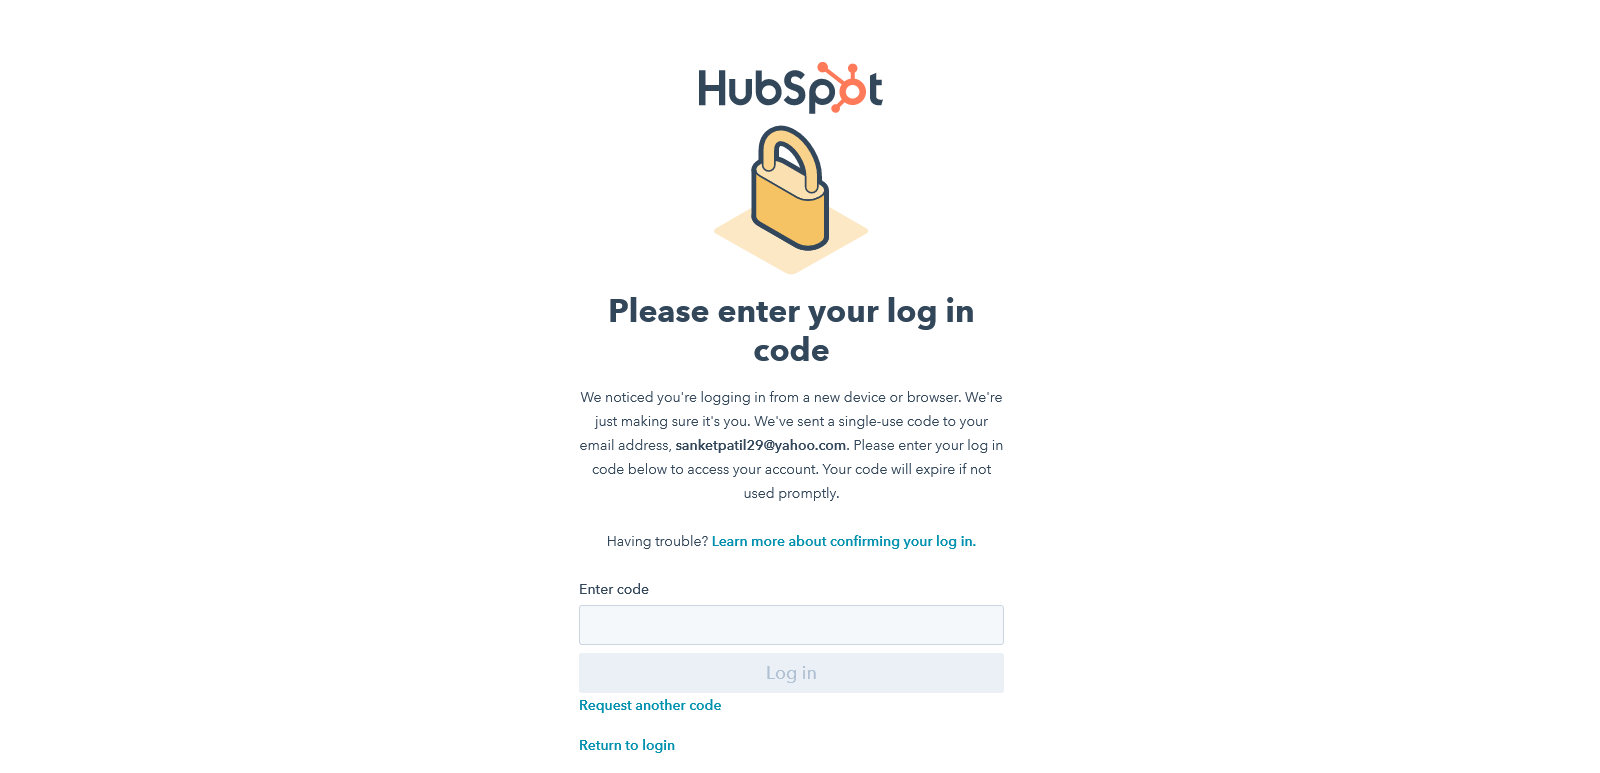 HubSpot
Please enter your log in
code
We noticed you're logging in from a new device or browser. We're
just making sure it's you. We've sent a single-use code to your
email address, sanketpatil29@yahoo.com. Please enter your log in
code below to access your account. Your code will expire if not
used promptly.
Having trouble? Learn more about confirming your log in.
Enter code
Log in
Request another code
Return to login